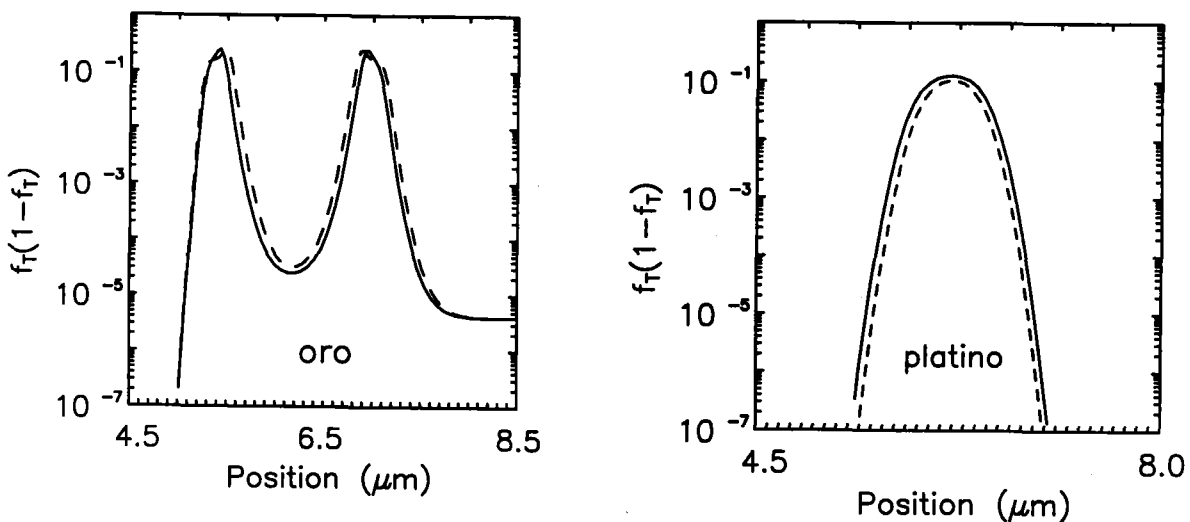 f_T(1−f_T)
10⁻¹
10⁻³
10⁻⁵
10⁻⁷
oro
4.5
6.5
8.5
Position (μm)
f_T(1−f_T)
10⁻¹
10⁻³
10⁻⁵
10⁻⁷
platino
4.5
8.0
Position (μm)